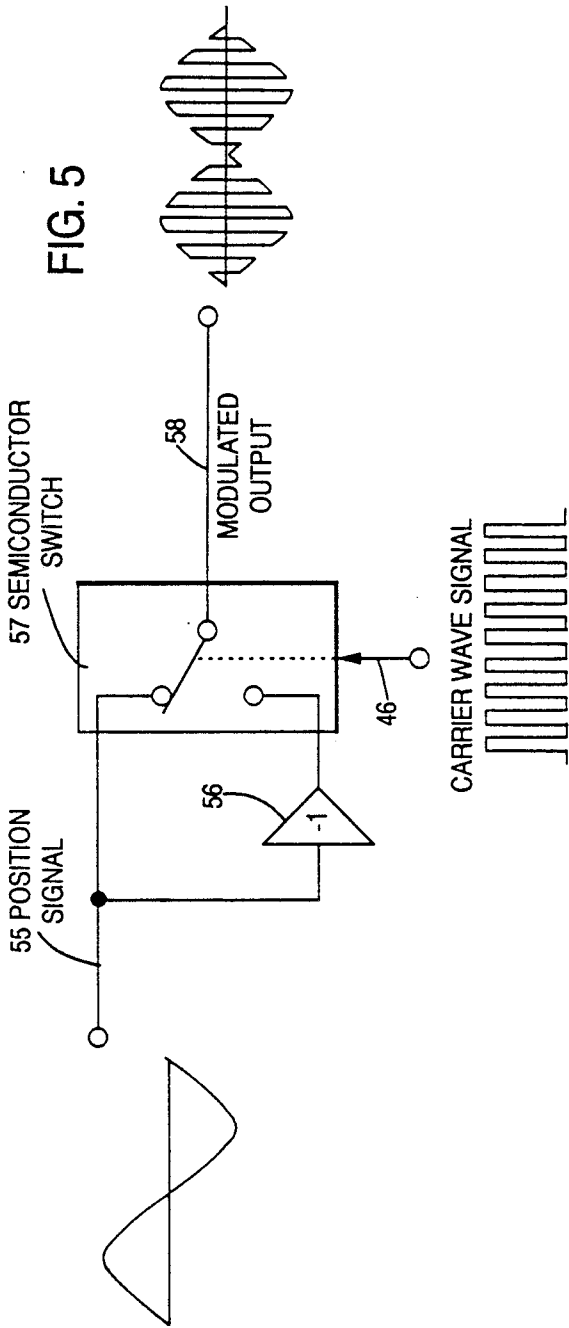 FIG. 5
55 POSITION
SIGNAL
57 SEMICONDUCTOR
SWITCH
56
-1
58
MODULATED
OUTPUT
46
CARRIER WAVE SIGNAL